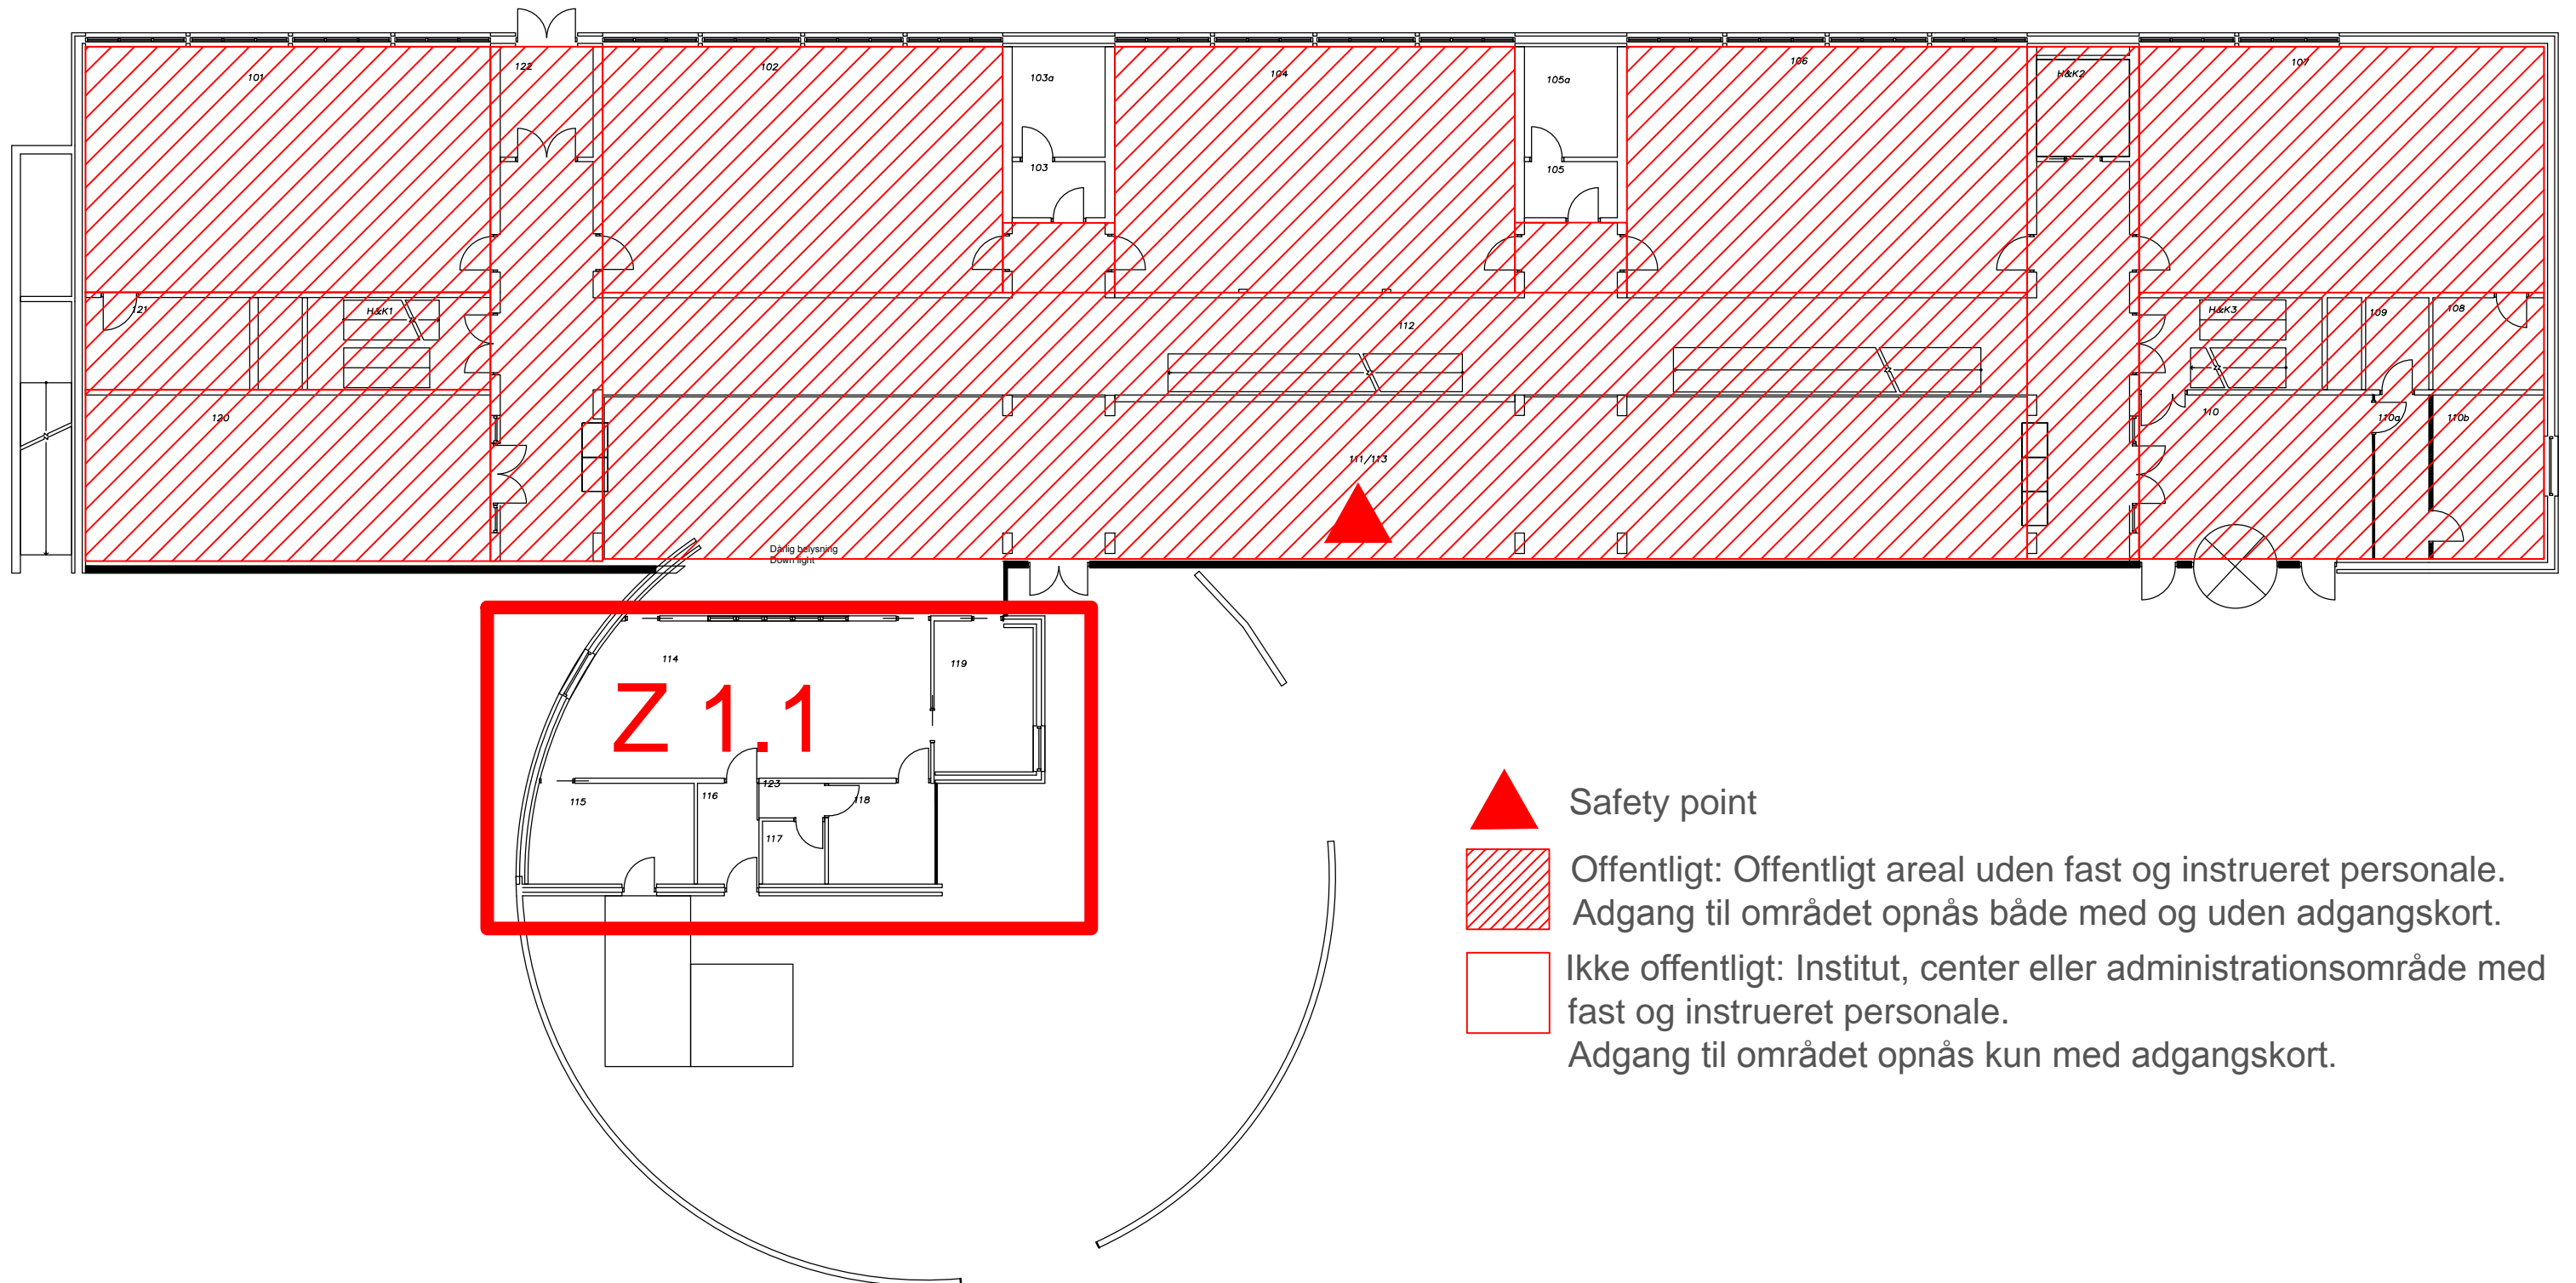 101
122
102
103a
104
105a
106
H&K2
107
103
105
121
H&K1
112
H&K3
109
108
120
110
110a
110b
111/113
Dårlig belysning
Down light
114
119
Z 1.1
115
116
123
118
117
Safety point
Offentligt: Offentligt areal uden fast og instrueret personale.
Adgang til området opnås både med og uden adgangskort.
Ikke offentligt: Institut, center eller administrationsområde med
fast og instrueret personale.
Adgang til området opnås kun med adgangskort.